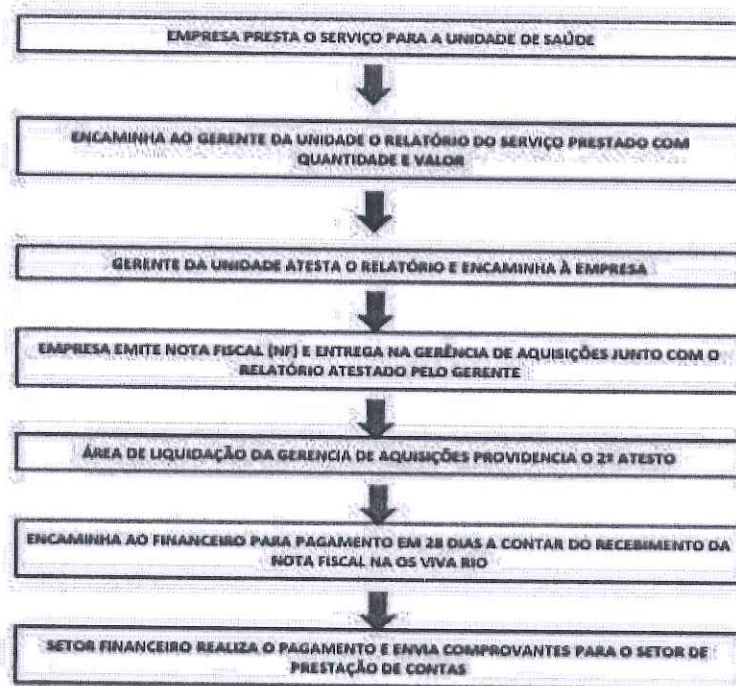 EMPRESA PRESTA O SERVIÇO PARA A UNIDADE DE SAÚDE
ENCAMINHA AO GERENTE DA UNIDADE O RELATÓRIO DO SERVIÇO PRESTADO COM
QUANTIDADE E VALOR
GERENTE DA UNIDADE ATESTA O RELATÓRIO E ENCAMINHA À EMPRESA
EMPRESA EMITE NOTA FISCAL (NF) E ENTREGA NA GERÊNCIA DE AQUISIÇÕES JUNTO COM O
RELATÓRIO ATESTADO PELO GERENTE
ÁREA DE LIQUIDAÇÃO DA GERENCIA DE AQUISIÇÕES PROVIDENCIA O 2º ATESTO
ENCAMINHA AO FINANCEIRO PARA PAGAMENTO EM 28 DIAS A CONTAR DO RECEBIMENTO DA
NOTA FISCAL NA OS VIVA RIO
SETOR FINANCEIRO REALIZA O PAGAMENTO E ENVIA COMPROVANTES PARA O SETOR DE
PRESTAÇÃO DE CONTAS